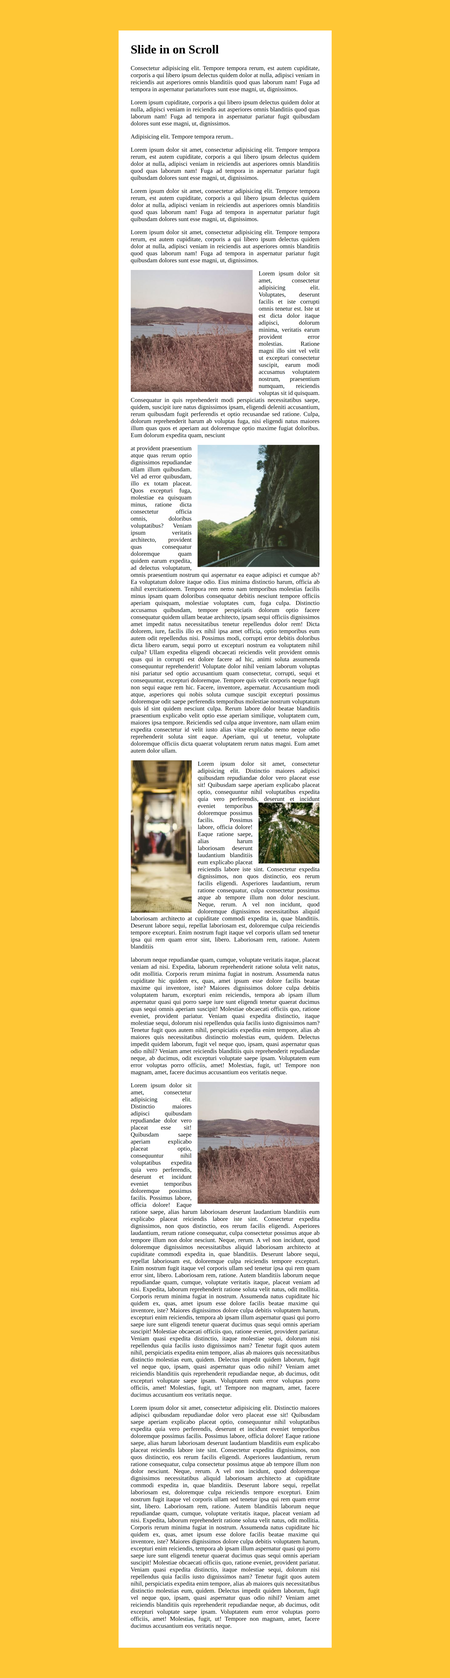 Slide in on Scroll
Consectetur adipisicing elit. Tempore tempora rerum, est autem cupiditate,
corporis a qui libero ipsum delectus quidem dolor at nulla, adipisci veniam in
reiciendis aut asperiores omnis blanditiis quod quas laborum nam! Fuga ad
tempora in aspernatur pariaturlores sunt esse magni, ut, dignissimos.
Lorem ipsum cupiditate, corporis a qui libero ipsum delectus quidem dolor at
nulla, adipisci veniam in reiciendis aut asperiores omnis blanditiis quod quas
laborum nam! Fuga ad tempora in aspernatur pariatur fugit quibusdam
dolores sunt esse magni, ut, dignissimos.
Adipisicing elit. Tempore tempora rerum..
Lorem ipsum dolor sit amet, consectetur adipisicing elit. Tempore tempora
rerum, est autem cupiditate, corporis a qui libero ipsum delectus quidem
dolor at nulla, adipisci veniam in reiciendis aut asperiores omnis blanditiis
quod quas laborum nam! Fuga ad tempora in aspernatur pariatur fugit
quibusdam dolores sunt esse magni, ut, dignissimos.
Lorem ipsum dolor sit amet, consectetur adipisicing elit. Tempore tempora
rerum, est autem cupiditate, corporis a qui libero ipsum delectus quidem
dolor at nulla, adipisci veniam in reiciendis aut asperiores omnis blanditiis
quod quas laborum nam! Fuga ad tempora in aspernatur pariatur fugit
quibusdam dolores sunt esse magni, ut, dignissimos.
Lorem ipsum dolor sit amet, consectetur adipisicing elit. Tempore tempora
rerum, est autem cupiditate, corporis a qui libero ipsum delectus quidem
dolor at nulla, adipisci veniam in reiciendis aut asperiores omnis blanditiis
quod quas laborum nam! Fuga ad tempora in aspernatur pariatur fugit
quibusdam dolores sunt esse magni, ut, dignissimos.
Lorem ipsum dolor sit
amet, consectetur
adipisicing elit.
Voluptates, deserunt
facilis et iste corrupti
omnis tenetur est. Iste ut
est dicta dolor itaque
adipisci, dolorum
minima, veritatis earum
provident error
molestias. Ratione
magni illo sint vel velit
ut excepturi consectetur
suscipit, earum modi
accusamus voluptatem
nostrum, praesentium
numquam, reiciendis
voluptas sit id quisquam.
Consequatur in quis reprehenderit modi perspiciatis necessitatibus saepe,
quidem, suscipit iure natus dignissimos ipsam, eligendi deleniti accusantium,
rerum quibusdam fugit perferendis et optio recusandae sed ratione. Culpa,
dolorum reprehenderit harum ab voluptas fuga, nisi eligendi natus maiores
illum quas quos et aperiam aut doloremque optio maxime fugiat doloribus.
Eum dolorum expedita quam, nesciunt
at provident praesentium
atque quas rerum optio
dignissimos repudiandae
ullam illum quibusdam.
Vel ad error quibusdam,
illo ex totam placeat.
Quos excepturi fuga,
molestiae ea quisquam
minus, ratione dicta
consectetur officia
omnis, doloribus
voluptatibus? Veniam
ipsum veritatis
architecto, provident
quas consequatur
doloremque quam
quidem earum expedita,
ad delectus voluptatum,
omnis praesentium nostrum qui aspernatur ea eaque adipisci et cumque ab?
Ea voluptatum dolore itaque odio. Eius minima distinctio harum, officia ab
nihil exercitationem. Tempora rem nemo nam temporibus molestias facilis
minus ipsam quam doloribus consequatur debitis nesciunt tempore officiis
aperiam quisquam, molestiae voluptates cum, fuga culpa. Distinctio
accusamus quibusdam, tempore perspiciatis dolorum optio facere
consequatur quidem ullam beatae architecto, ipsam sequi officiis dignissimos
amet impedit natus necessitatibus tenetur repellendus dolor rem! Dicta
dolorem, iure, facilis illo ex nihil ipsa amet officia, optio temporibus eum
autem odit repellendus nisi. Possimus modi, corrupti error debitis doloribus
dicta libero earum, sequi porro ut excepturi nostrum ea voluptatem nihil
culpa? Ullam expedita eligendi obcaecati reiciendis velit provident omnis
quas qui in corrupti est dolore facere ad hic, animi soluta assumenda
consequuntur reprehenderit! Voluptate dolor nihil veniam laborum voluptas
nisi pariatur sed optio accusantium quam consectetur, corrupti, sequi et
consequuntur, excepturi doloremque. Tempore quis velit corporis neque fugit
non sequi eaque rem hic. Facere, inventore, aspernatur. Accusantium modi
atque, asperiores qui nobis soluta cumque suscipit excepturi possimus
doloremque odit saepe perferendis temporibus molestiae nostrum voluptatum
quis id sint quidem nesciunt culpa. Rerum labore dolor beatae blanditiis
praesentium explicabo velit optio esse aperiam similique, voluptatem cum,
maiores ipsa tempore. Reiciendis sed culpa atque inventore, nam ullam enim
expedita consectetur id velit iusto alias vitae explicabo nemo neque odio
reprehenderit soluta sint eaque. Aperiam, qui ut tenetur, voluptate
doloremque officiis dicta quaerat voluptatem rerum natus magni. Eum amet
autem dolor ullam.
Lorem ipsum dolor sit amet, consectetur
adipisicing elit. Distinctio maiores adipisci
quibusdam repudiandae dolor vero placeat esse
sit! Quibusdam saepe aperiam explicabo placeat
optio, consequuntur nihil voluptatibus expedita
quia vero perferendis, deserunt et incidunt
eveniet temporibus
doloremque possimus
facilis. Possimus
labore, officia dolore!
Eaque ratione saepe,
alias harum
laboriosam deserunt
laudantium blanditiis
eum explicabo placeat
reiciendis labore iste sint. Consectetur expedita
dignissimos, non quos distinctio, eos rerum
facilis eligendi. Asperiores laudantium, rerum
ratione consequatur, culpa consectetur possimus
atque ab tempore illum non dolor nesciunt.
Neque, rerum. A vel non incidunt, quod
doloremque dignissimos necessitatibus aliquid
laboriosam architecto at cupiditate commodi expedita in, quae blanditiis.
Deserunt labore sequi, repellat laboriosam est, doloremque culpa reiciendis
tempore excepturi. Enim nostrum fugit itaque vel corporis ullam sed tenetur
ipsa qui rem quam error sint, libero. Laboriosam rem, ratione. Autem
blanditiis
laborum neque repudiandae quam, cumque, voluptate veritatis itaque, placeat
veniam ad nisi. Expedita, laborum reprehenderit ratione soluta velit natus,
odit mollitia. Corporis rerum minima fugiat in nostrum. Assumenda natus
cupiditate hic quidem ex, quas, amet ipsum esse dolore facilis beatae
maxime qui inventore, iste? Maiores dignissimos dolore culpa debitis
voluptatum harum, excepturi enim reiciendis, tempora ab ipsam illum
aspernatur quasi qui porro saepe iure sunt eligendi tenetur quaerat ducimus
quas sequi omnis aperiam suscipit! Molestiae obcaecati officiis quo, ratione
eveniet, provident pariatur. Veniam quasi expedita distinctio, itaque
molestiae sequi, dolorum nisi repellendus quia facilis iusto dignissimos nam?
Tenetur fugit quos autem nihil, perspiciatis expedita enim tempore, alias ab
maiores quis necessitatibus distinctio molestias eum, quidem. Delectus
impedit quidem laborum, fugit vel neque quo, ipsam, quasi aspernatur quas
odio nihil? Veniam amet reiciendis blanditiis quis reprehenderit repudiandae
neque, ab ducimus, odit excepturi voluptate saepe ipsam. Voluptatem eum
error voluptas porro officiis, amet! Molestias, fugit, ut! Tempore non
magnam, amet, facere ducimus accusantium eos veritatis neque.
Lorem ipsum dolor sit
amet, consectetur
adipisicing elit.
Distinctio maiores
adipisci quibusdam
repudiandae dolor vero
placeat esse sit!
Quibusdam saepe
aperiam explicabo
placeat optio,
consequuntur nihil
voluptatibus expedita
quia vero perferendis,
deserunt et incidunt
eveniet temporibus
doloremque possimus
facilis. Possimus labore,
officia dolore! Eaque
ratione saepe, alias harum laboriosam deserunt laudantium blanditiis eum
explicabo placeat reiciendis labore iste sint. Consectetur expedita
dignissimos, non quos distinctio, eos rerum facilis eligendi. Asperiores
laudantium, rerum ratione consequatur, culpa consectetur possimus atque ab
tempore illum non dolor nesciunt. Neque, rerum. A vel non incidunt, quod
doloremque dignissimos necessitatibus aliquid laboriosam architecto at
cupiditate commodi expedita in, quae blanditiis. Deserunt labore sequi,
repellat laboriosam est, doloremque culpa reiciendis tempore excepturi.
Enim nostrum fugit itaque vel corporis ullam sed tenetur ipsa qui rem quam
error sint, libero. Laboriosam rem, ratione. Autem blanditiis laborum neque
repudiandae quam, cumque, voluptate veritatis itaque, placeat veniam ad
nisi. Expedita, laborum reprehenderit ratione soluta velit natus, odit mollitia.
Corporis rerum minima fugiat in nostrum. Assumenda natus cupiditate hic
quidem ex, quas, amet ipsum esse dolore facilis beatae maxime qui
inventore, iste? Maiores dignissimos dolore culpa debitis voluptatum harum,
excepturi enim reiciendis, tempora ab ipsam illum aspernatur quasi qui porro
saepe iure sunt eligendi tenetur quaerat ducimus quas sequi omnis aperiam
suscipit! Molestiae obcaecati officiis quo, ratione eveniet, provident pariatur.
Veniam quasi expedita distinctio, itaque molestiae sequi, dolorum nisi
repellendus quia facilis iusto dignissimos nam? Tenetur fugit quos autem
nihil, perspiciatis expedita enim tempore, alias ab maiores quis necessitatibus
distinctio molestias eum, quidem. Delectus impedit quidem laborum, fugit
vel neque quo, ipsam, quasi aspernatur quas odio nihil? Veniam amet
reiciendis blanditiis quis reprehenderit repudiandae neque, ab ducimus, odit
excepturi voluptate saepe ipsam. Voluptatem eum error voluptas porro
officiis, amet! Molestias, fugit, ut! Tempore non magnam, amet, facere
ducimus accusantium eos veritatis neque.
Lorem ipsum dolor sit amet, consectetur adipisicing elit. Distinctio maiores
adipisci quibusdam repudiandae dolor vero placeat esse sit! Quibusdam
saepe aperiam explicabo placeat optio, consequuntur nihil voluptatibus
expedita quia vero perferendis, deserunt et incidunt eveniet temporibus
doloremque possimus facilis. Possimus labore, officia dolore! Eaque ratione
saepe, alias harum laboriosam deserunt laudantium blanditiis eum explicabo
placeat reiciendis labore iste sint. Consectetur expedita dignissimos, non
quos distinctio, eos rerum facilis eligendi. Asperiores laudantium, rerum
ratione consequatur, culpa consectetur possimus atque ab tempore illum non
dolor nesciunt. Neque, rerum. A vel non incidunt, quod doloremque
dignissimos necessitatibus aliquid laboriosam architecto at cupiditate
commodi expedita in, quae blanditiis. Deserunt labore sequi, repellat
laboriosam est, doloremque culpa reiciendis tempore excepturi. Enim
nostrum fugit itaque vel corporis ullam sed tenetur ipsa qui rem quam error
sint, libero. Laboriosam rem, ratione. Autem blanditiis laborum neque
repudiandae quam, cumque, voluptate veritatis itaque, placeat veniam ad
nisi. Expedita, laborum reprehenderit ratione soluta velit natus, odit mollitia.
Corporis rerum minima fugiat in nostrum. Assumenda natus cupiditate hic
quidem ex, quas, amet ipsum esse dolore facilis beatae maxime qui
inventore, iste? Maiores dignissimos dolore culpa debitis voluptatum harum,
excepturi enim reiciendis, tempora ab ipsam illum aspernatur quasi qui porro
saepe iure sunt eligendi tenetur quaerat ducimus quas sequi omnis aperiam
suscipit! Molestiae obcaecati officiis quo, ratione eveniet, provident pariatur.
Veniam quasi expedita distinctio, itaque molestiae sequi, dolorum nisi
repellendus quia facilis iusto dignissimos nam? Tenetur fugit quos autem
nihil, perspiciatis expedita enim tempore, alias ab maiores quis necessitatibus
distinctio molestias eum, quidem. Delectus impedit quidem laborum, fugit
vel neque quo, ipsam, quasi aspernatur quas odio nihil? Veniam amet
reiciendis blanditiis quis reprehenderit repudiandae neque, ab ducimus, odit
excepturi voluptate saepe ipsam. Voluptatem eum error voluptas porro
officiis, amet! Molestias, fugit, ut! Tempore non magnam, amet, facere
ducimus accusantium eos veritatis neque.